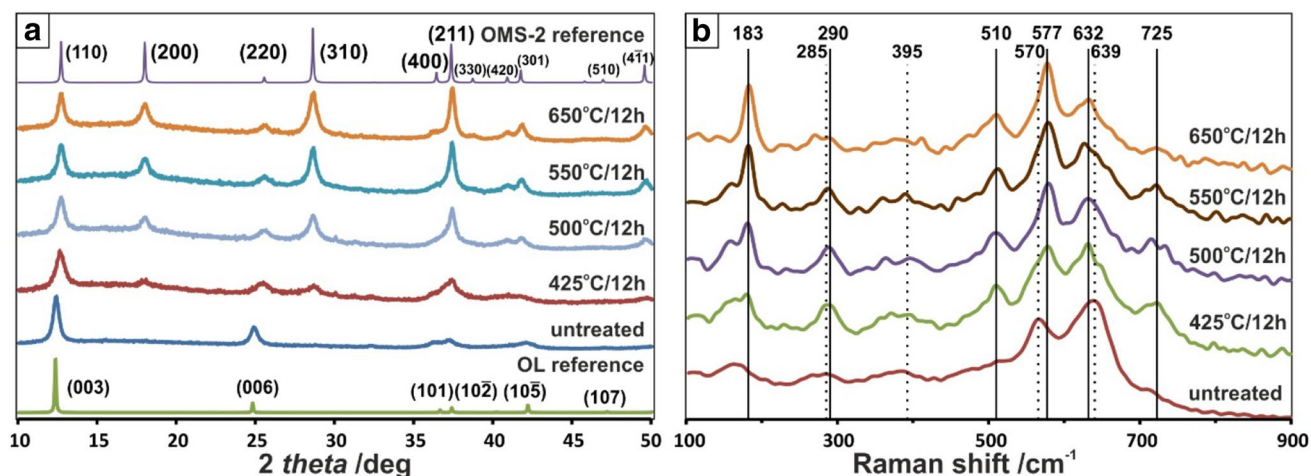 a
(110)
(200)
(220)
(310)
(400)
(211)
OMS-2 reference
(330)
(420)
(301)
(510)
(4̄11)
650°C/12h
550°C/12h
500°C/12h
425°C/12h
untreated
OL reference
(003)
(006)
(101)
(102̄)
(105̄)
(107)
10 15 20 25 30 35 40 45 50
2 theta /deg
b
183 290 510 577 632 725
285 395 570 639
650°C/12h
550°C/12h
500°C/12h
425°C/12h
untreated
100 300 500 700 900
Raman shift /cm⁻¹